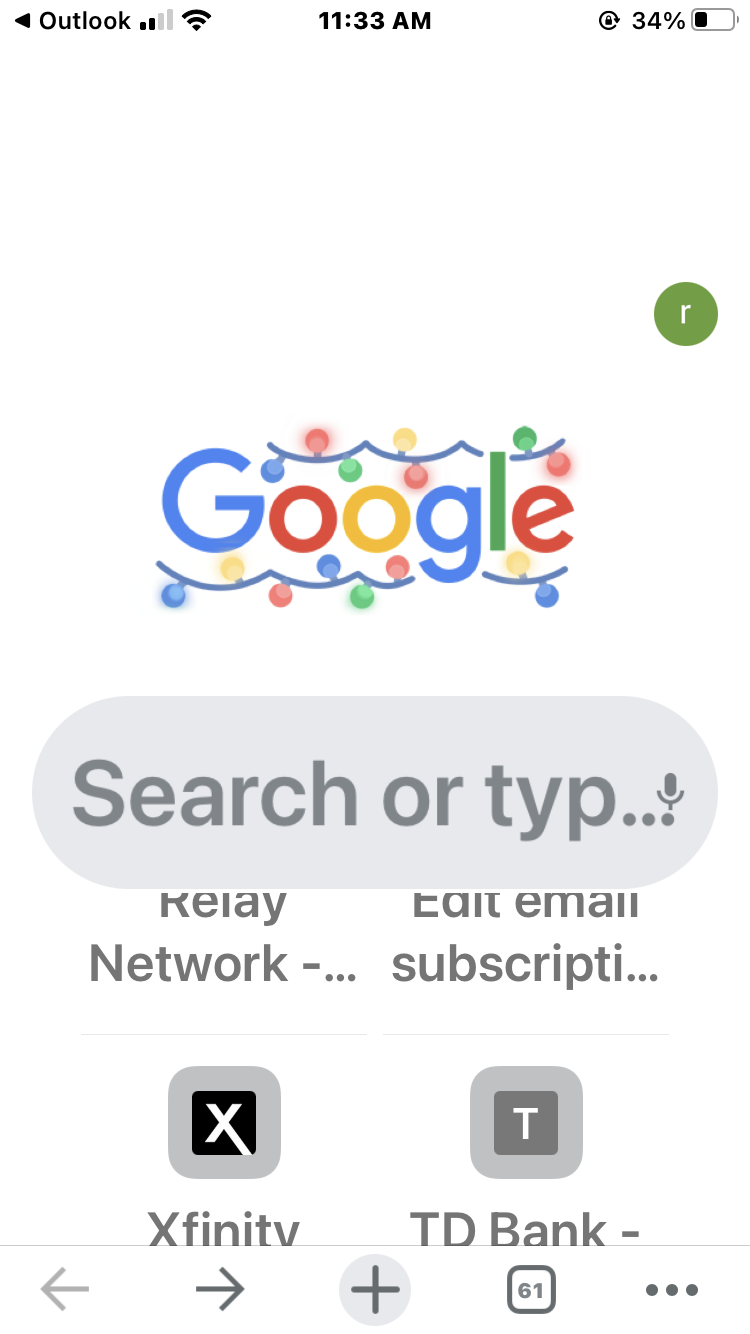 ◀ Outlook 11:33 AM 34%
r
Google
Search or typ...
Relay Edit email
Network -... subscripti...
X T
Xfinity TD Bank -
61